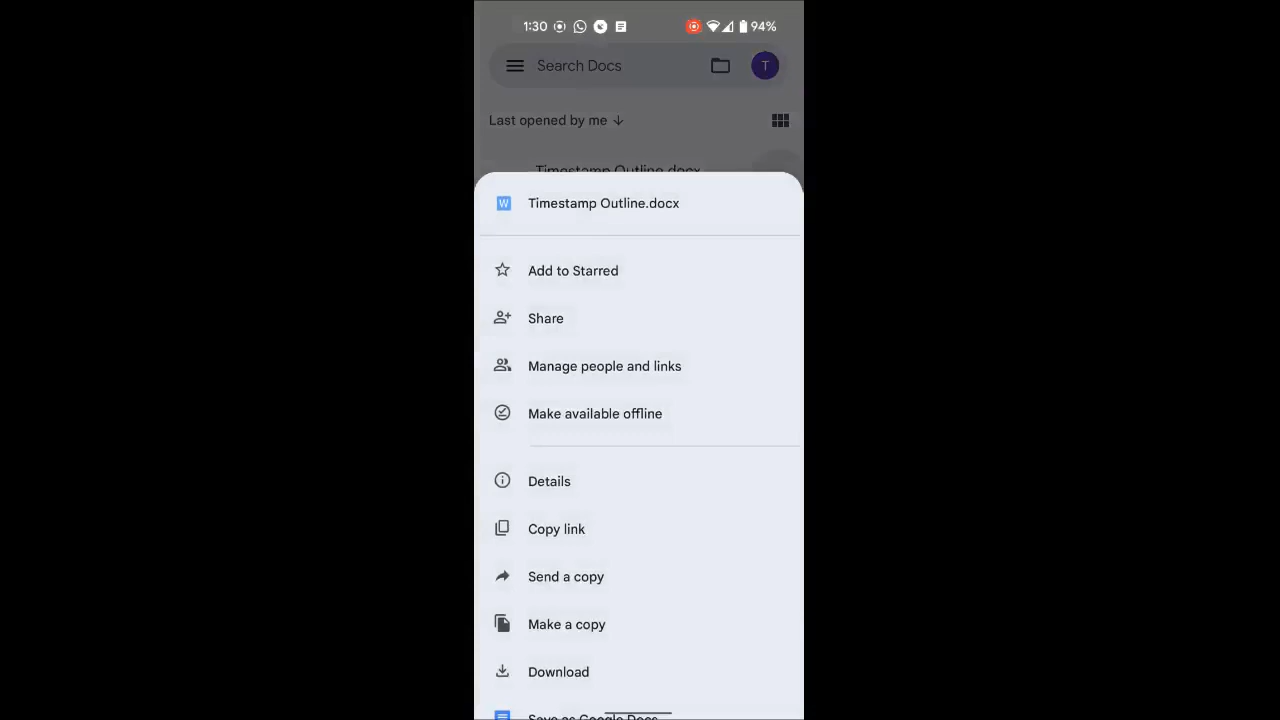 1:30 94%
Search Docs T
Last opened by me
Timestamp Outline.docx
W Timestamp Outline.docx
Add to Starred
Share
Manage people and links
Make available offline
Details
Copy link
Send a copy
Make a copy
Download
Save as Google Docs